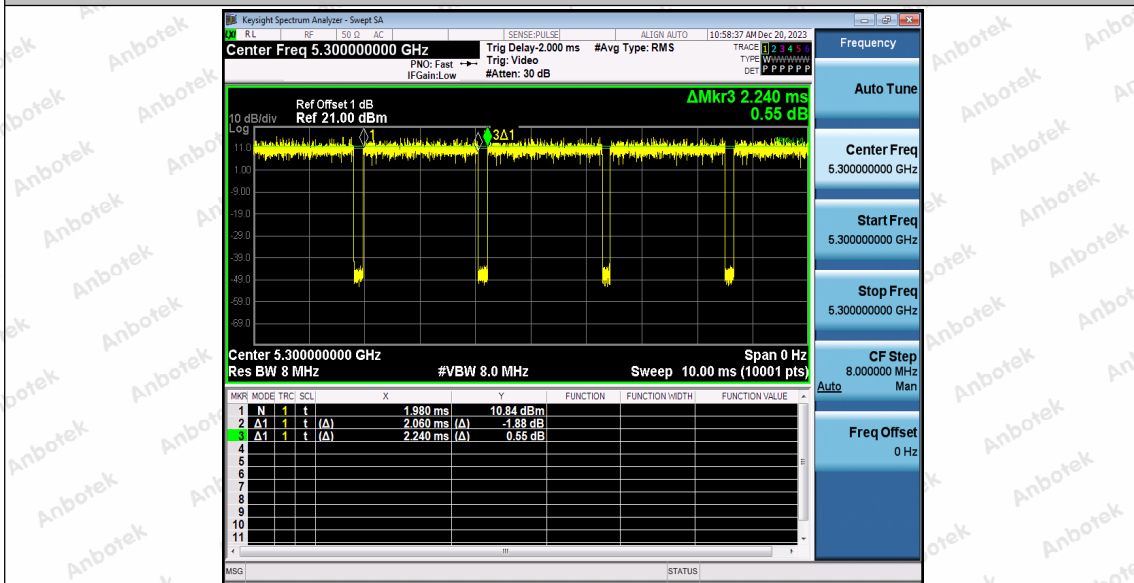 Keysight Spectrum Analyzer - Swept SA
LXI RL RF 50 Ω AC SENSE:PULSE ALIGN AUTO 10:58:37 AM Dec 20, 2023
Center Freq 5.300000000 GHz
PNO: Fast
IFGain:Low
Trig Delay-2.000 ms
Trig: Video
#Atten: 30 dB
#Avg Type: RMS
TRACE 1 2 3 4 5 6
TYPE WWWWWW
DET P P P P P P
ΔMkr3 2.240 ms
0.55 dB
Ref Offset 1 dB
10 dB/div Ref 21.00 dBm
Log
1 3Δ1
11.0
1.00
-9.00
-19.0
-29.0
-39.0
-49.0
-59.0
-69.0
Center 5.300000000 GHz Span 0 Hz
Res BW 8 MHz #VBW 8.0 MHz Sweep 10.00 ms (10001 pts)
MKR MODE TRC SCL X Y FUNCTION FUNCTION WIDTH FUNCTION VALUE
1 N 1 t 1.980 ms 10.84 dBm
2 Δ1 1 t (Δ) 2.060 ms (Δ) -1.88 dB
3 Δ1 1 t (Δ) 2.240 ms (Δ) 0.55 dB
4
5
6
7
8
9
10
11
MSG STATUS
Frequency
Auto Tune
Center Freq
5.300000000 GHz
Start Freq
5.300000000 GHz
Stop Freq
5.300000000 GHz
CF Step
8.000000 MHz
Auto Man
Freq Offset
0 Hz
Anbotek